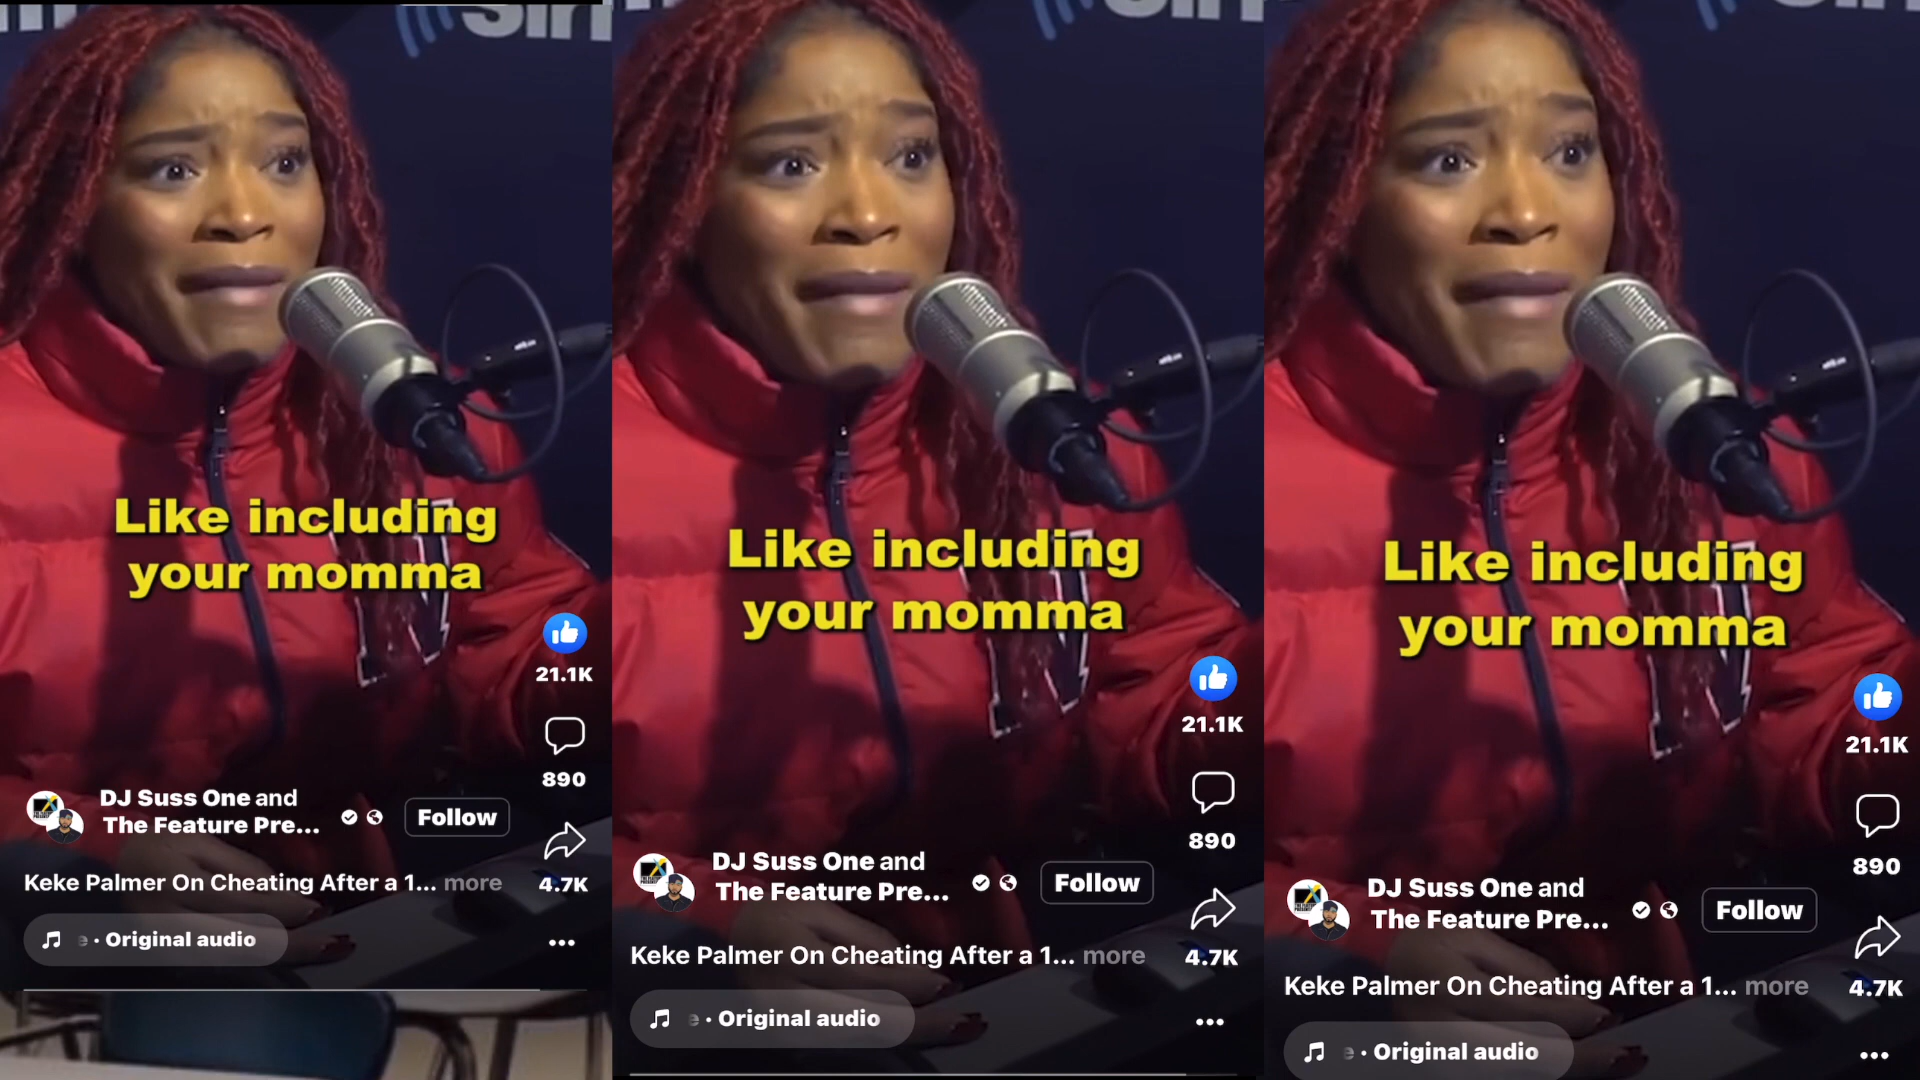 Like including
your momma
21.1K
890
DJ Suss One and
The Feature Pre...
Follow
Keke Palmer On Cheating After a 1... more
4.7K
e • Original audio
Sirı
Like including
your momma
21.1K
890
DJ Suss One and
The Feature Pre...
Follow
Keke Palmer On Cheating After a 1... more
4.7K
e • Original audio
Like including
your momma
21.1K
890
DJ Suss One and
The Feature Pre...
Follow
Keke Palmer On Cheating After a 1... more
4.7K
e • Original audio